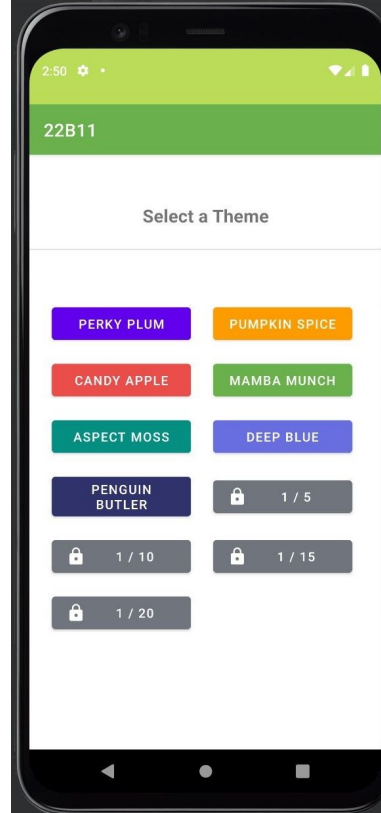 2:50
22B11
Select a Theme
PERKY PLUM
PUMPKIN SPICE
CANDY APPLE
MAMBA MUNCH
ASPECT MOSS
DEEP BLUE
PENGUIN
BUTLER
1 / 5
1 / 10
1 / 15
1 / 20